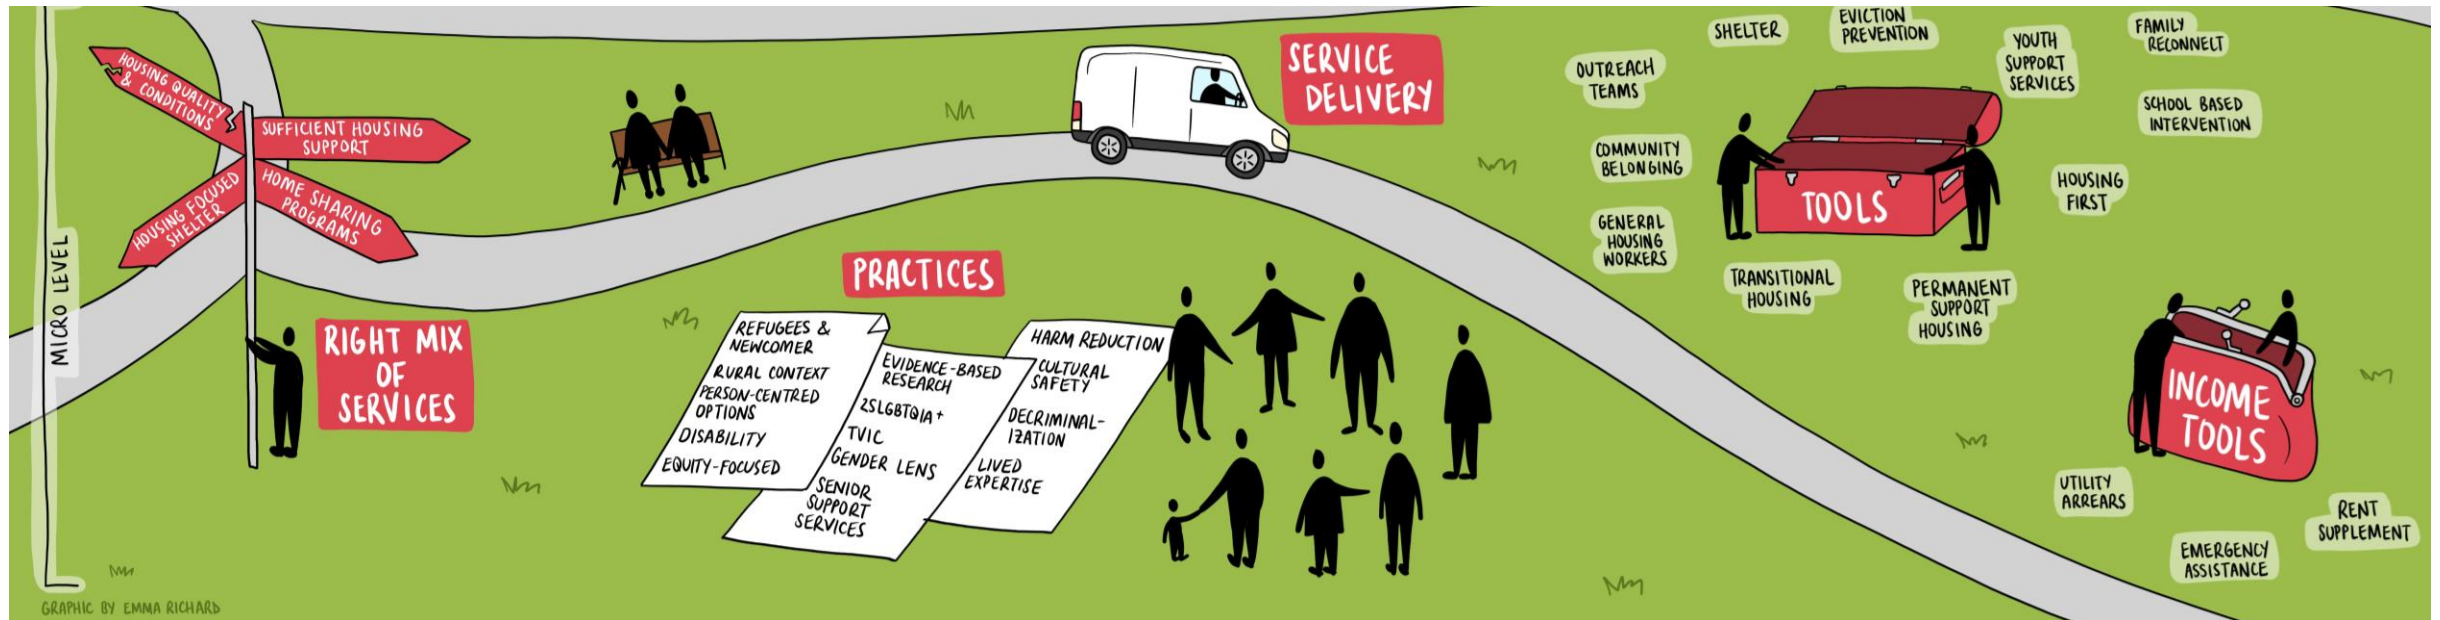 MICRO LEVEL
HOUSING QUALITY
& CONDITIONS
SUFFICIENT HOUSING
SUPPORT
HOUSING FOCUSED
SHELTER
HOME SHARING
PROGRAMS
RIGHT MIX
OF
SERVICES
SERVICE
DELIVERY
PRACTICES
REFUGEES &
NEWCOMER
RURAL CONTEXT
PERSON-CENTRED
OPTIONS
DISABILITY
EQUITY-FOCUSED
EVIDENCE-BASED
RESEARCH
2SLGBTQIA+
TVIC
GENDER LENS
SENIOR
SUPPORT
SERVICES
HARM REDUCTION
CULTURAL
SAFETY
DECRIMINAL-
IZATION
LIVED
EXPERTISE
OUTREACH
TEAMS
SHELTER
EVICTION
PREVENTION
YOUTH
SUPPORT
SERVICES
FAMILY
RECONNECT
SCHOOL BASED
INTERVENTION
COMMUNITY
BELONGING
TOOLS
HOUSING
FIRST
GENERAL
HOUSING
WORKERS
TRANSITIONAL
HOUSING
PERMANENT
SUPPORT
HOUSING
INCOME
TOOLS
UTILITY
ARREARS
RENT
SUPPLEMENT
EMERGENCY
ASSISTANCE
GRAPHIC BY EMMA RICHARD